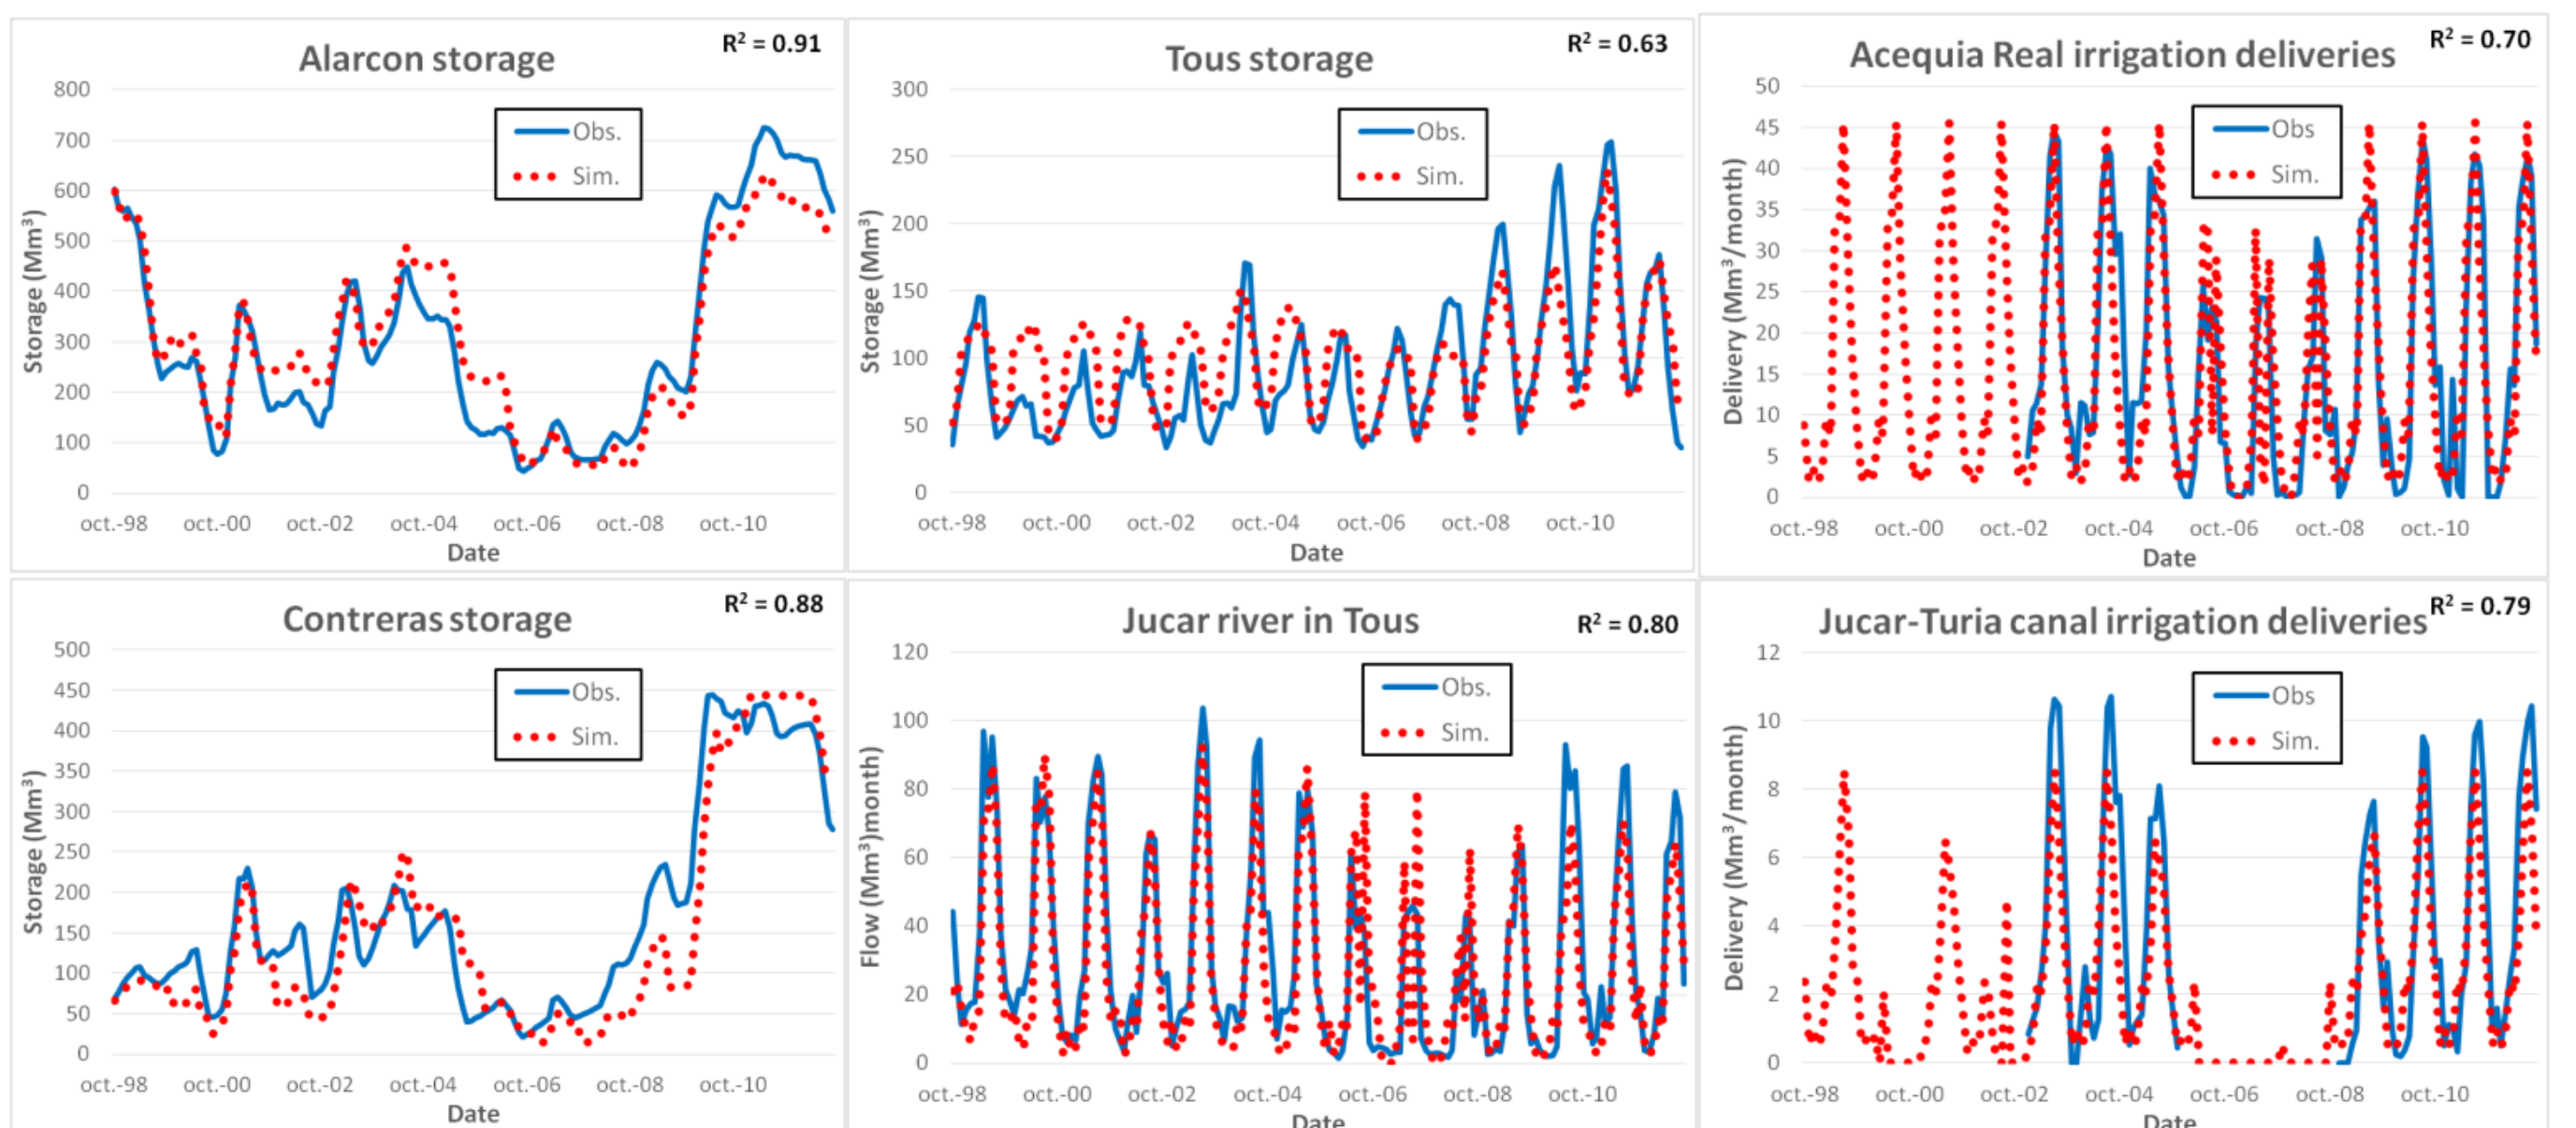 Alarcon storage
R² = 0.91
800
700
600
500
400
300
200
100
0
Storage (Mm³)
Obs.
Sim.
oct.-98 oct.-00 oct.-02 oct.-04 oct.-06 oct.-08 oct.-10
Date
Tous storage
R² = 0.63
300
250
200
150
100
50
0
Storage (Mm³)
Obs.
Sim.
oct.-98 oct.-00 oct.-02 oct.-04 oct.-06 oct.-08 oct.-10
Date
Acequia Real irrigation deliveries
R² = 0.70
50
45
40
35
30
25
20
15
10
5
0
Delivery (Mm³/month)
Obs
Sim.
oct.-98 oct.-00 oct.-02 oct.-04 oct.-06 oct.-08 oct.-10
Date
Contreras storage
R² = 0.88
500
450
400
350
300
250
200
150
100
50
0
Storage (Mm³)
Obs.
Sim.
oct.-98 oct.-00 oct.-02 oct.-04 oct.-06 oct.-08 oct.-10
Date
Jucar river in Tous
R² = 0.80
120
100
80
60
40
20
0
Flow (Mm³)month)
Obs.
Sim.
oct.-98 oct.-00 oct.-02 oct.-04 oct.-06 oct.-08 oct.-10
Date
Jucar-Turia canal irrigation deliveries
R² = 0.79
12
10
8
6
4
2
0
Delivery (Mm³/month)
Obs
Sim.
oct.-98 oct.-00 oct.-02 oct.-04 oct.-06 oct.-08 oct.-10
Date